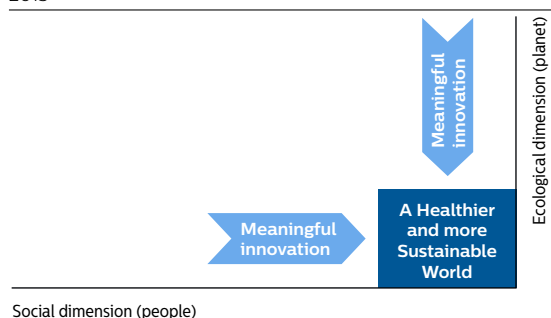 Meaningful
innovation
Ecological dimension (planet)
Meaningful
innovation
A Healthier
and more
Sustainable
World
Social dimension (people)